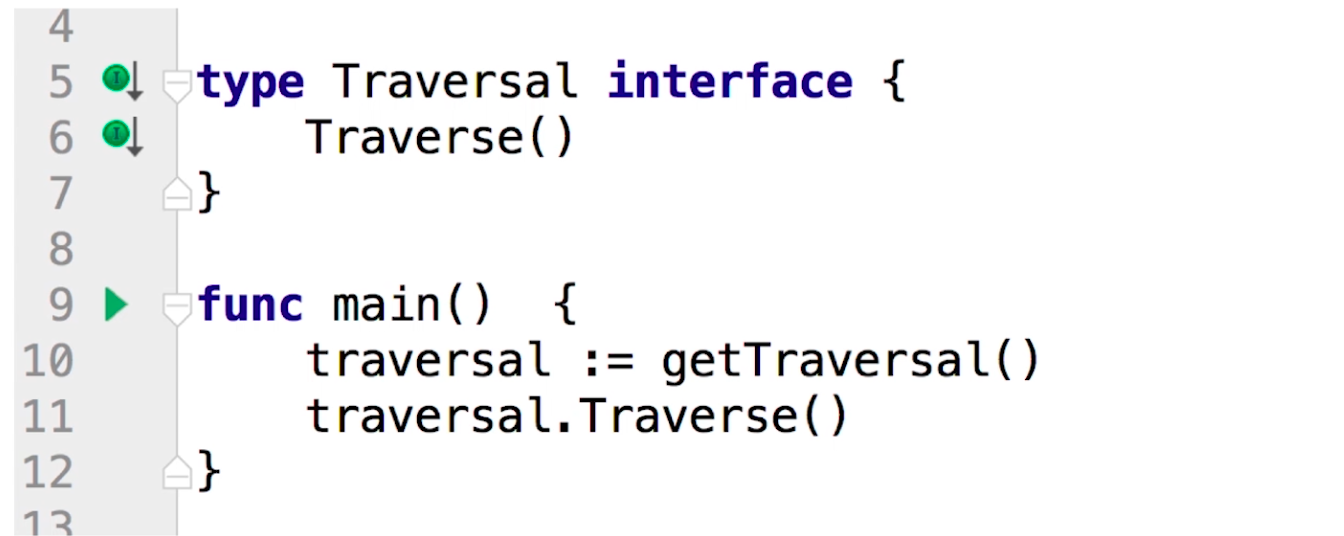 4
5 type Traversal interface {
6     Traverse()
7 }
8
9 func main()  {
10     traversal := getTraversal()
11     traversal.Traverse()
12 }
13